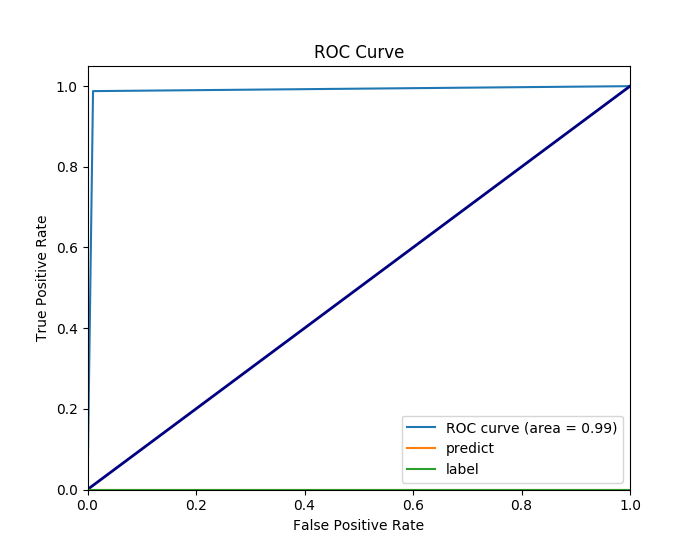 ROC Curve
True Positive Rate
1.0
0.8
0.6
0.4
0.2
0.0
ROC curve (area = 0.99)
predict
label
0.0 0.2 0.4 0.6 0.8 1.0
False Positive Rate